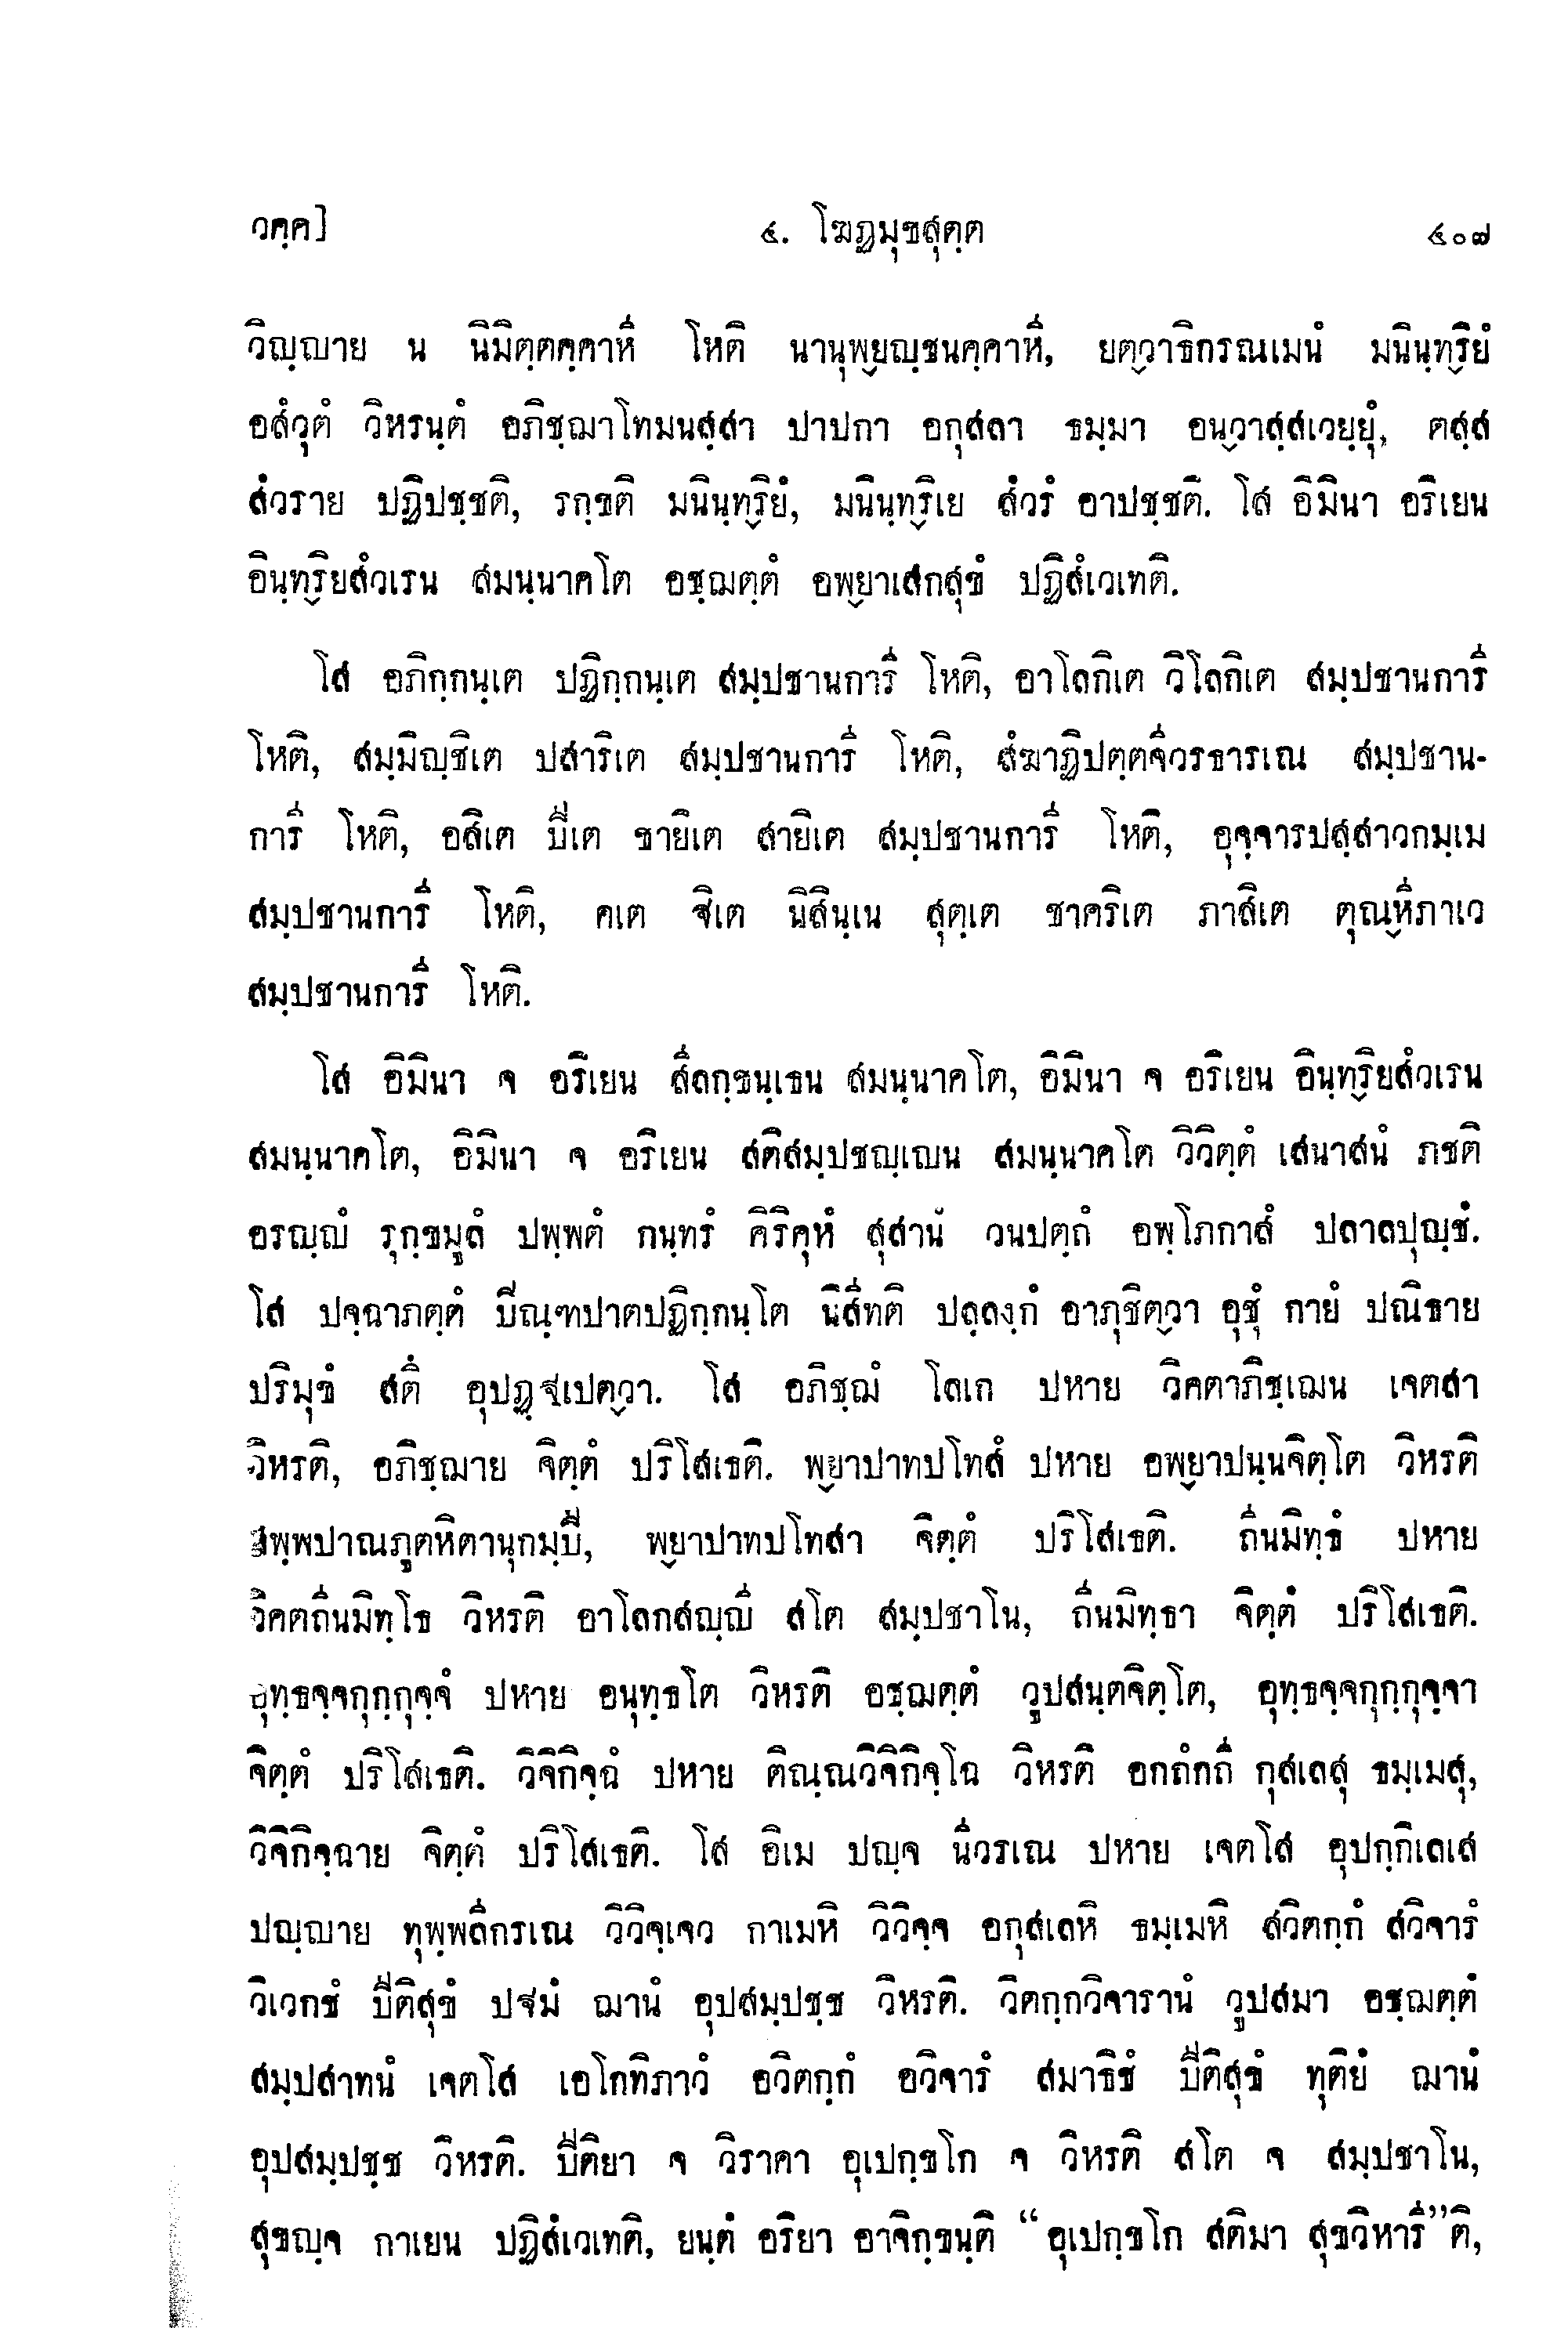 วคฺค] ๔. โฆฏมุขสุตฺต ๔๐๗
วิญฺญาย น นิมิตฺตคฺคาหี โหติ นานุพฺยญฺชนคฺคาหี, ยตฺวาธิกรณเมนํ มนินฺทฺริยํ
อสํวุตํ วิหรนฺตํ อภิชฺฌาโทมนสฺสา ปาปกา อกุสลา ธมฺมา อนฺวาสฺสเวยฺยุํ, ตสฺส
สํวราย ปฏิปชฺชติ, รกฺขติ มนินฺทฺริยํ, มนินฺทฺริเย สํวรํ อาปชฺชติ. โส อิมินา อริเยน
อินฺทฺริยสํวเรน สมนฺนาคโต อชฺฌตฺตํ อพฺยาเสกสุขํ ปฏิสํเวเทติ.
โส อภิกฺกนฺเต ปฏิกฺกนฺเต สมฺปชานการี โหติ, อาโลกิเต วิโลกิเต สมฺปชานการี
โหติ, สมฺมิญฺชิเต ปสาริเต สมฺปชานการี โหติ, สํฆาฏิปตฺตจีวรธารเณ สมฺปชาน-
การี โหติ, อสิเต ปีเต ขายิเต สายิเต สมฺปชานการี โหติ, อุจฺจารปสฺสาวกมฺเม
สมฺปชานการี โหติ, คเต ฐิเต นิสินฺเน สุตฺเต ชาคริเต ภาสิเต ตุณฺหีภาเว
สมฺปชานการี โหติ.
โส อิมินา จ อริเยน สีลกฺขนฺเธน สมนฺนาคโต, อิมินา จ อริเยน อินฺทฺริยสํวเรน
สมนฺนาคโต, อิมินา จ อริเยน สติสมฺปชญฺเญน สมนฺนาคโต วิวิตฺตํ เสนาสนํ ภชติ
อรญฺญํ รุกฺขมูลํ ปพฺพตํ กนฺทรํ คิริคุหํ สุสานํ วนปตฺถํ อพฺโภกาสํ ปลาลปุญฺชํ.
โส ปจฺฉาภตฺตํ ปิณฺฑปาตปฏิกฺกนฺโต นิสีทติ ปลฺลงฺกํ อาภุชิตฺวา อุชุํ กายํ ปณิธาย
ปริมุขํ สตึ อุปฏฺฐเปตฺวา. โส อภิชฺฌํ โลเก ปหาย วิคตาภิชฺเฌน เจตสา
วิหรติ, อภิชฺฌาย จิตฺตํ ปริโสเธติ. พฺยาปาทปโทสํ ปหาย อพฺยาปนฺนจิตฺโต วิหรติ
สพฺพปาณภูตหิตานุกมฺปี, พฺยาปาทปโทสา จิตฺตํ ปริโสเธติ. ถีนมิทฺธํ ปหาย
วิคตถีนมิทฺโธ วิหรติ อาโลกสญฺญี สโต สมฺปชาโน, ถีนมิทฺธา จิตฺตํ ปริโสเธติ.
อุทฺธจฺจกุกฺกุจฺจํ ปหาย อนุทฺธโต วิหรติ อชฺฌตฺตํ วูปสนฺตจิตฺโต, อุทฺธจฺจกุกฺกุจฺจา
จิตฺตํ ปริโสเธติ. วิจิกิจฺฉํ ปหาย ติณฺณวิจิกิจฺโฉ วิหรติ อกถํกถี กุสเลสุ ธมฺเมสุ,
วิจิกิจฺฉาย จิตฺตํ ปริโสเธติ. โส อิเม ปญฺจ นีวรเณ ปหาย เจตโส อุปกฺกิเลเส
ปญฺญาย ทุพฺพลีกรเณ วิวิจฺเจว กาเมหิ วิวิจฺจ อกุสเลหิ ธมฺเมหิ สวิตกฺกํ สวิจารํ
วิเวกชํ ปีติสุขํ ปฐมํ ฌานํ อุปสมฺปชฺช วิหรติ. วิตกฺกวิจารานํ วูปสมา อชฺฌตฺตํ
สมฺปสาทนํ เจตโส เอโกทิภาวํ อวิตกฺกํ อวิจารํ สมาธิชํ ปีติสุขํ ทุติยํ ฌานํ
อุปสมฺปชฺช วิหรติ. ปีติยา จ วิราคา อุเปกฺขโก จ วิหรติ สโต จ สมฺปชาโน,
สุขญฺจ กาเยน ปฏิสํเวเทติ, ยนฺตํ อริยา อาจิกฺขนฺติ “อุเปกฺขโก สติมา สุขวิหารี”ติ,